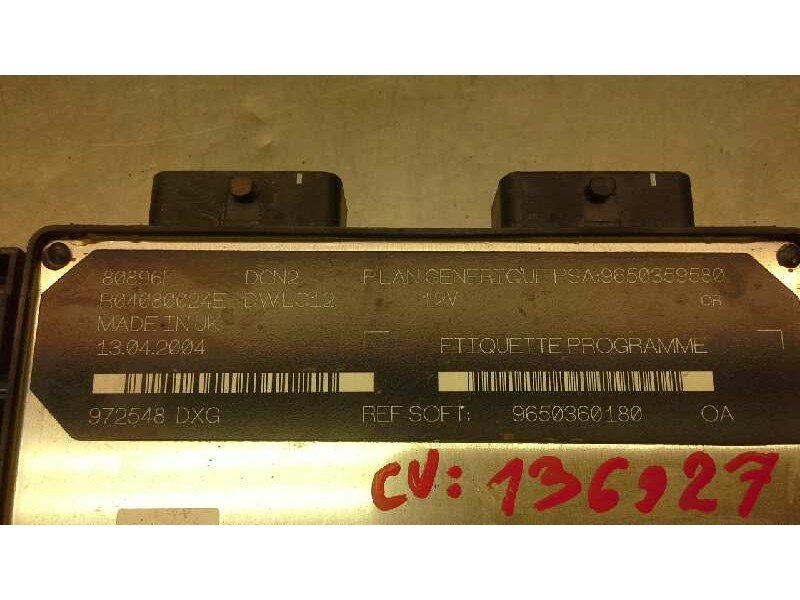 80896F DCN2 PLAN GENERIQUE PSA:9650359580
R04080024E DWLC12 12V OR
MADE IN UK
13.04.2004 ETIQUETTE PROGRAMME
972548 DXG REF SOFT: 9650360180 OA
CV: 136927